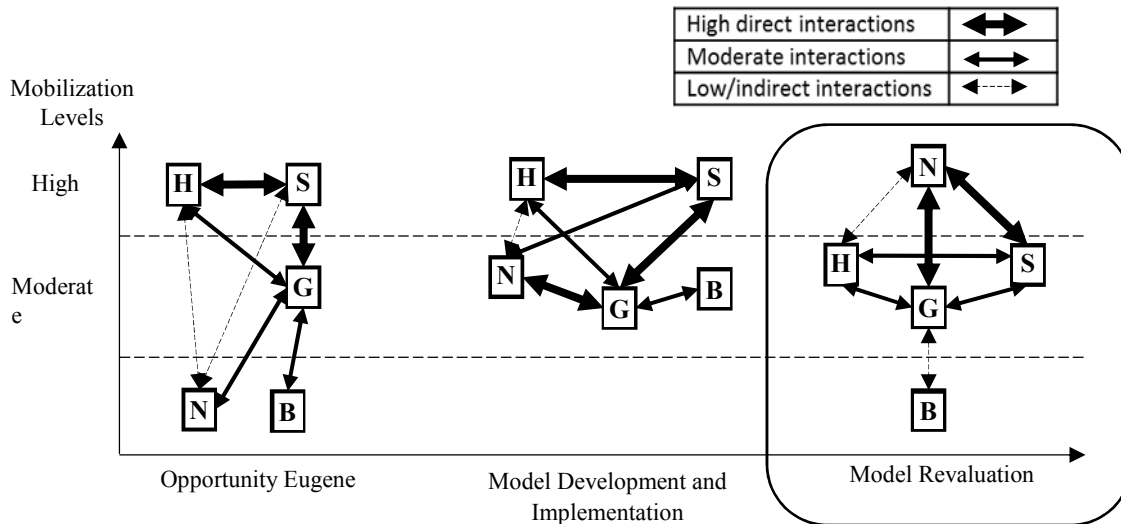 High direct interactions
Moderate interactions
Low/indirect interactions
Mobilization
Levels
High
Moderat
e
H
S
G
N
B
H
S
N
G
B
N
H
S
G
B
Opportunity Eugene
Model Development and
Implementation
Model Revaluation